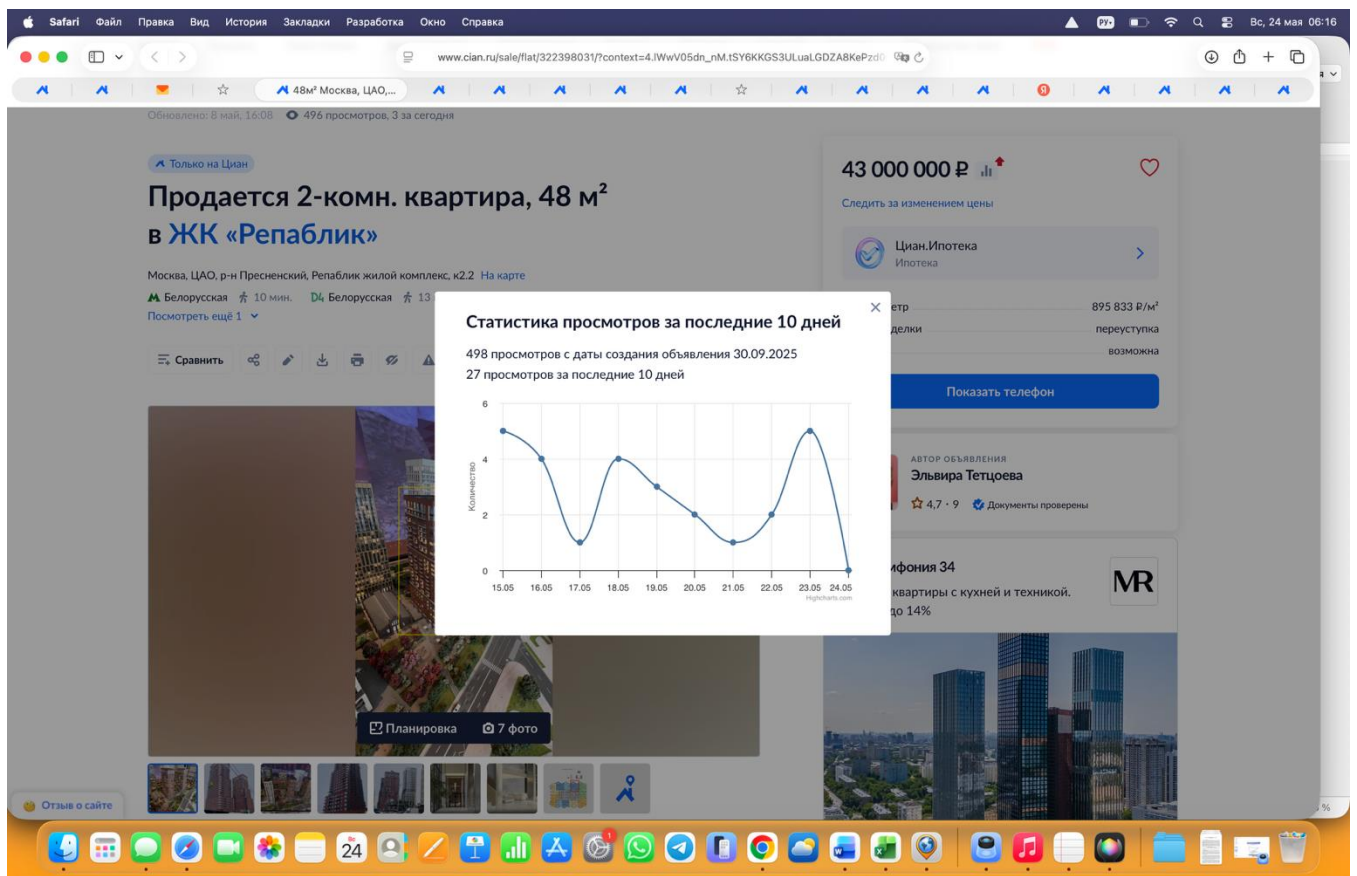 Safari Файл Правка Вид История Закладки Разработка Окно Справка
РУ
Вс, 24 мая 06:16
www.cian.ru/sale/flat/322398031/?context=4.
48м² Москва, ЦАО,...
Я
Обновлено: 8 май, 16:08 496 просмотров, 3 за сегодня
Только на Циан
Продается 2-комн. квартира, 48 м²
в ЖК «Репаблик»
Москва, ЦАО, р-н Пресненский, Репаблик жилой комплекс, к2.2 На карте
Белорусская 10 мин. D4 Белорусская 13
Посмотреть ещё 1
Сравнить
43 000 000 ₽
Следить за изменением цены
Циан.Ипотека
Ипотека
етр 895 833 ₽/м²
делки переуступка
возможна
Показать телефон
АВТОР ОБЪЯВЛЕНИЯ
Эльвира Тетцоева
4,7 · 9 Документы проверены
мфония 34
квартиры с кухней и техникой.
до 14%
MR
Статистика просмотров за последние 10 дней
498 просмотров с даты создания объявления 30.09.2025
27 просмотров за последние 10 дней
Количество
6
4
2
0
15.05 16.05 17.05 18.05 19.05 20.05 21.05 22.05 23.05 24.05
Highcharts.com
Планировка 7 фото
Отзыв о сайте
%
24
1